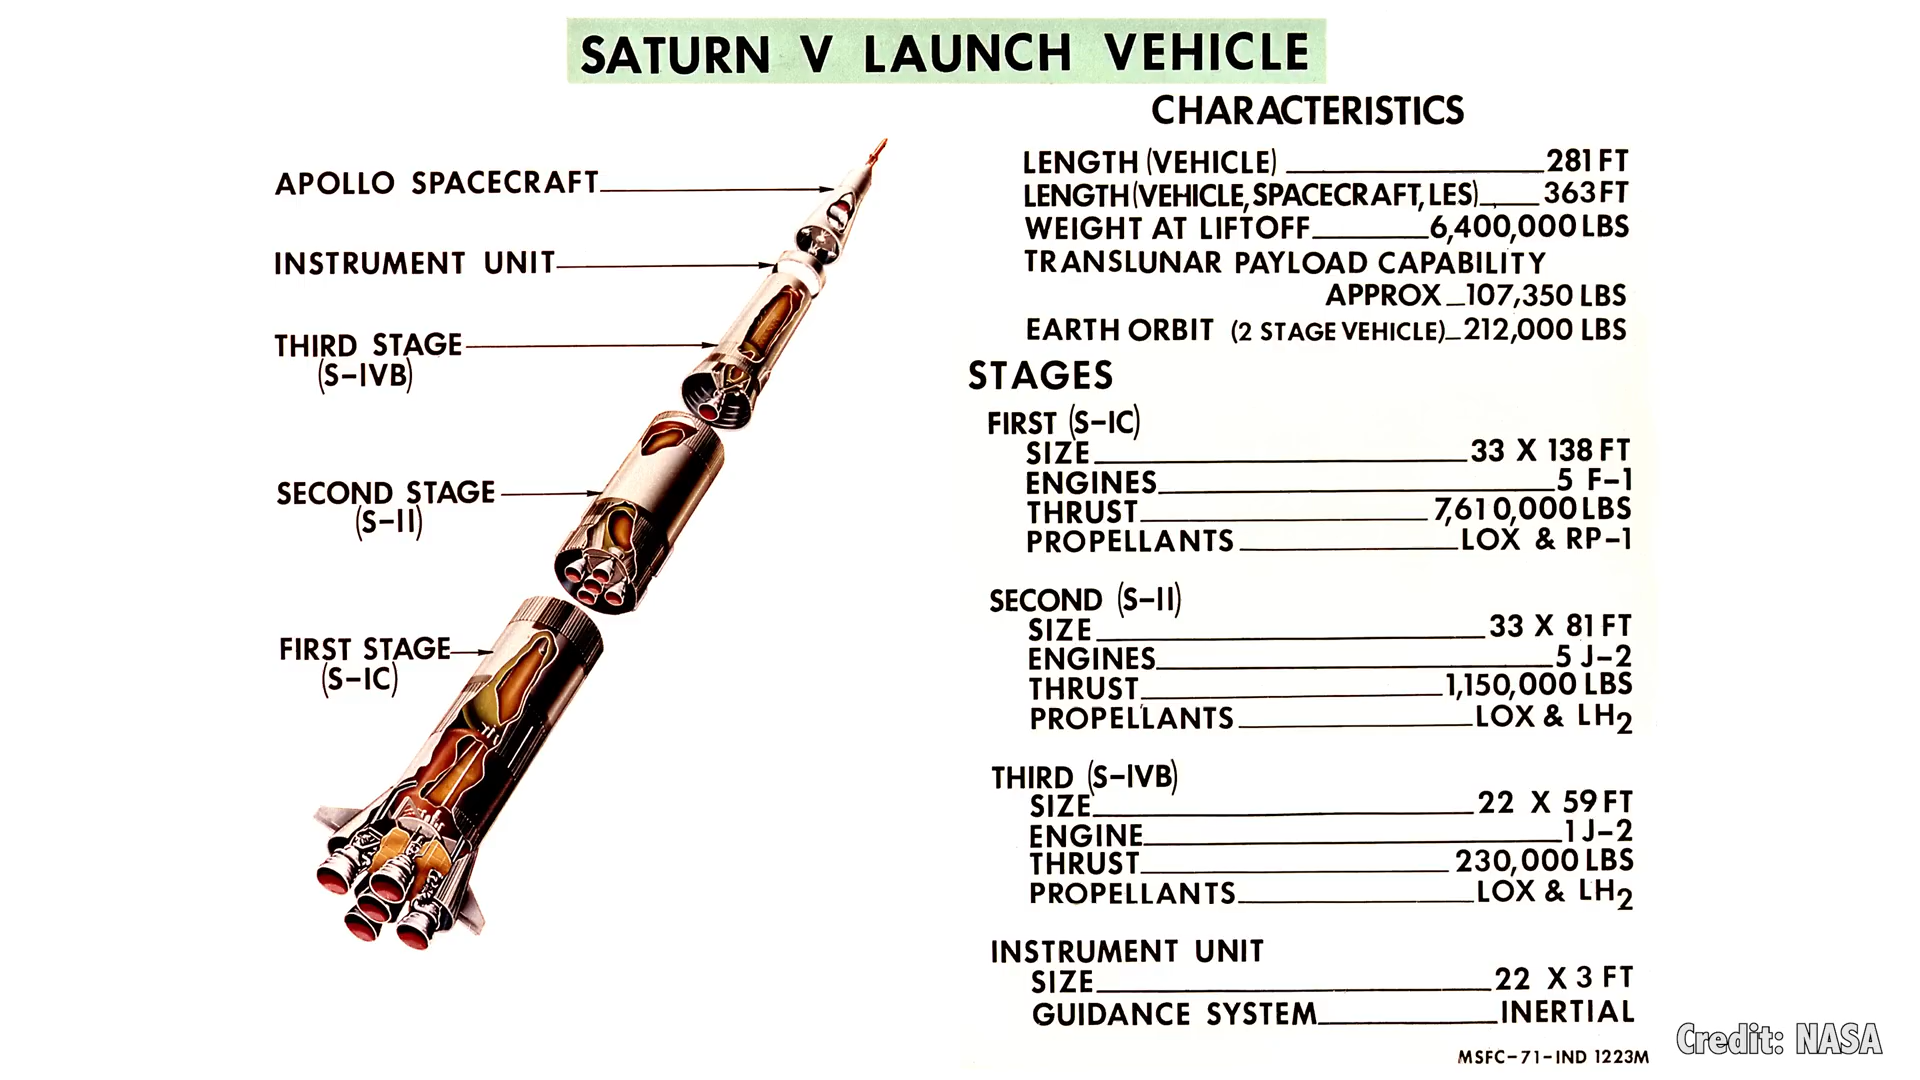 SATURN V LAUNCH VEHICLE
APOLLO SPACECRAFT
INSTRUMENT UNIT
THIRD STAGE
(S-IVB)
SECOND STAGE
(S-II)
FIRST STAGE
(S-IC)
CHARACTERISTICS
LENGTH (VEHICLE) 281 FT
LENGTH (VEHICLE, SPACECRAFT, LES) 363 FT
WEIGHT AT LIFTOFF 6,400,000 LBS
TRANSLUNAR PAYLOAD CAPABILITY
APPROX 107,350 LBS
EARTH ORBIT (2 STAGE VEHICLE) 212,000 LBS
STAGES
FIRST (S-IC)
SIZE 33 X 138 FT
ENGINES 5 F-1
THRUST 7,610,000 LBS
PROPELLANTS LOX & RP-1
SECOND (S-II)
SIZE 33 X 81 FT
ENGINES 5 J-2
THRUST 1,150,000 LBS
PROPELLANTS LOX & LH2
THIRD (S-IVB)
SIZE 22 X 59 FT
ENGINE 1 J-2
THRUST 230,000 LBS
PROPELLANTS LOX & LH2
INSTRUMENT UNIT
SIZE 22 X 3 FT
GUIDANCE SYSTEM INERTIAL
MSFC-71-IND 1223M
Credit: NASA